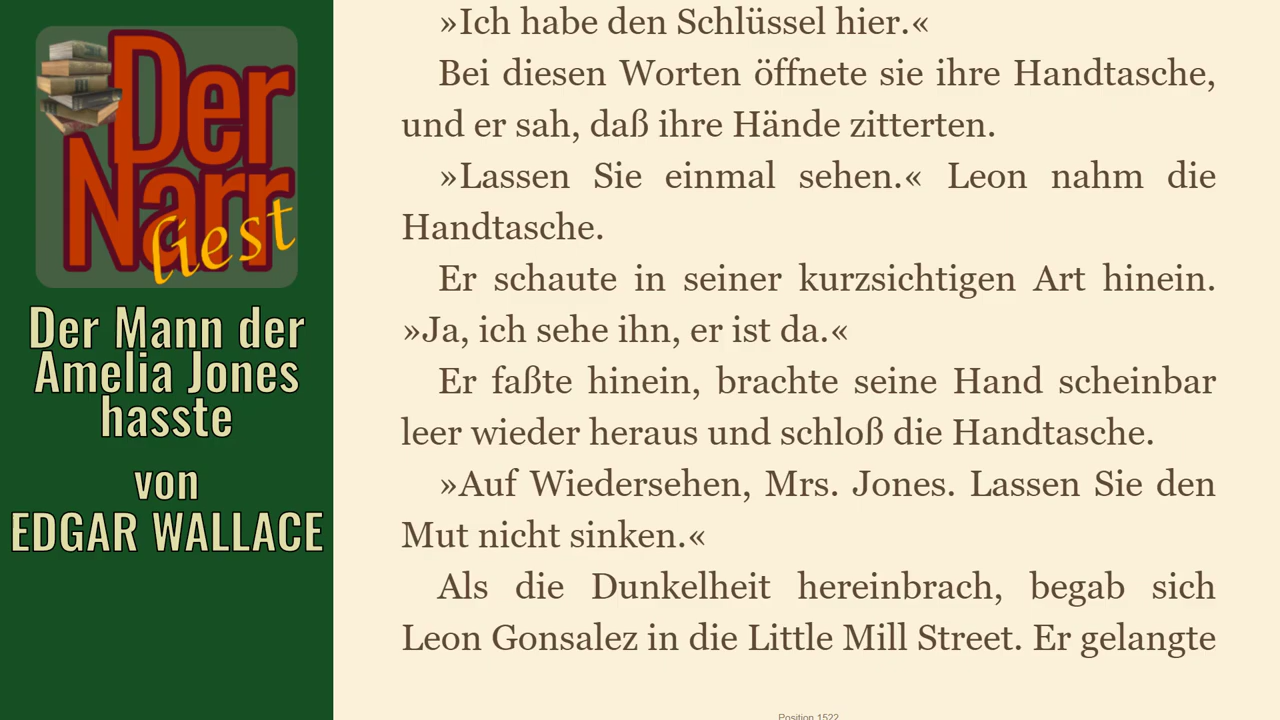 Der
Narr
liest
Der Mann der
Amelia Jones
hasste
von
EDGAR WALLACE
»Ich habe den Schlüssel hier.«
Bei diesen Worten öffnete sie ihre Handtasche,
und er sah, daß ihre Hände zitterten.
»Lassen Sie einmal sehen.« Leon nahm die
Handtasche.
Er schaute in seiner kurzsichtigen Art hinein.
»Ja, ich sehe ihn, er ist da.«
Er faßte hinein, brachte seine Hand scheinbar
leer wieder heraus und schloß die Handtasche.
»Auf Wiedersehen, Mrs. Jones. Lassen Sie den
Mut nicht sinken.«
Als die Dunkelheit hereinbrach, begab sich
Leon Gonsalez in die Little Mill Street. Er gelangte
Position 1522